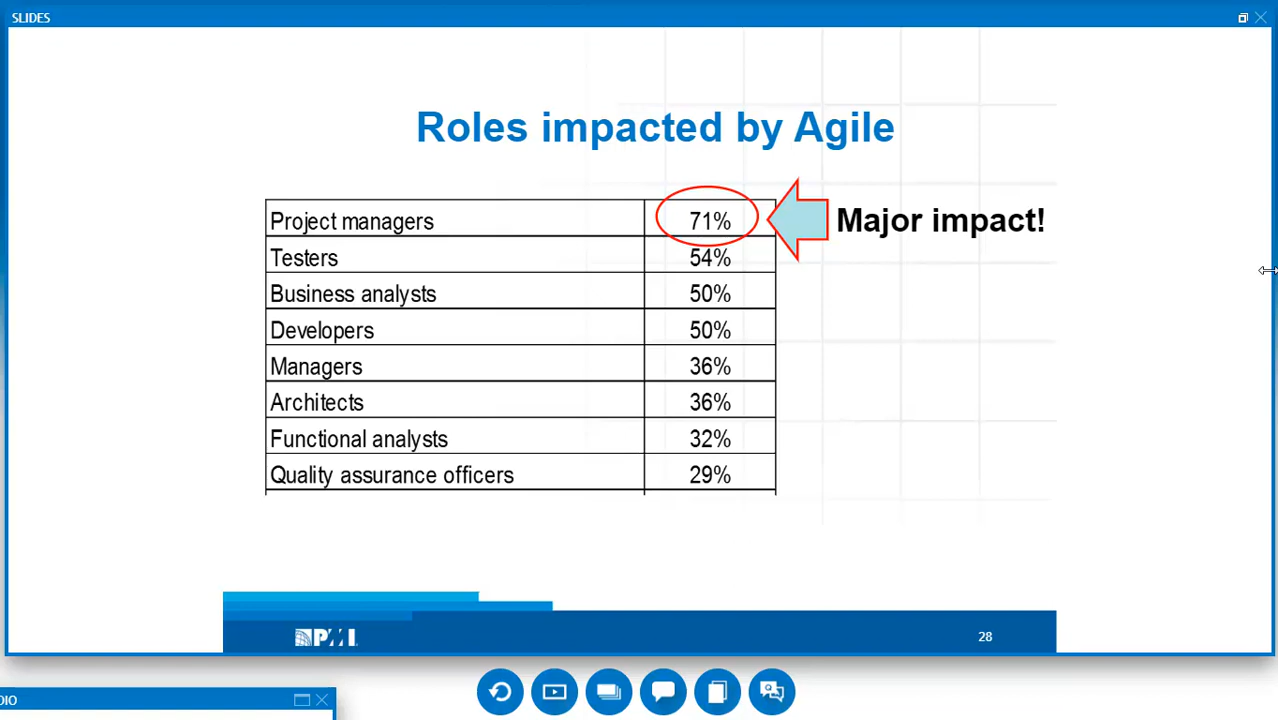 SLIDES
Roles impacted by Agile
Project managers 71%
Major impact!
Testers 54%
Business analysts 50%
Developers 50%
Managers 36%
Architects 36%
Functional analysts 32%
Quality assurance officers 29%
PMI
28
DIO